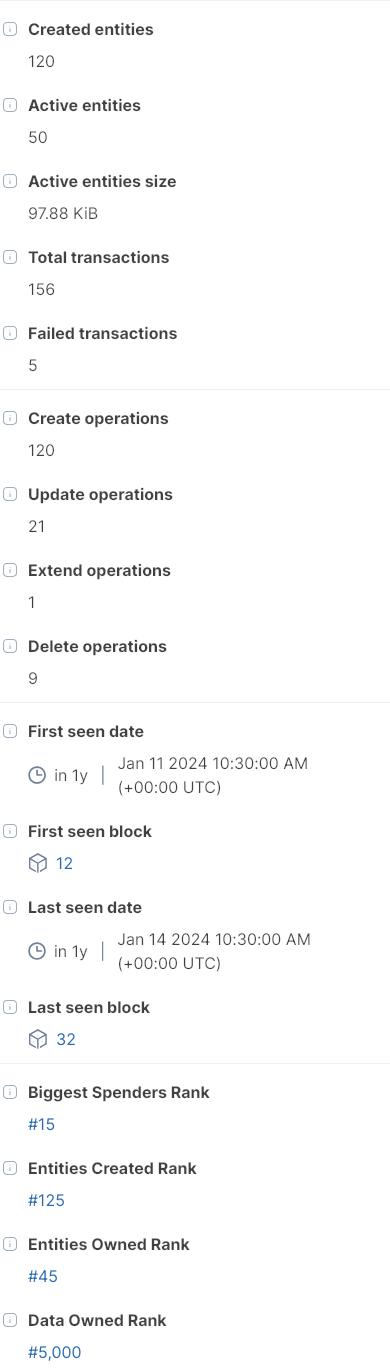 Created entities
120
Active entities
50
Active entities size
97.88 KiB
Total transactions
156
Failed transactions
5
Create operations
120
Update operations
21
Extend operations
1
Delete operations
9
First seen date
in 1y | Jan 11 2024 10:30:00 AM
(+00:00 UTC)
First seen block
12
Last seen date
in 1y | Jan 14 2024 10:30:00 AM
(+00:00 UTC)
Last seen block
32
Biggest Spenders Rank
#15
Entities Created Rank
#125
Entities Owned Rank
#45
Data Owned Rank
#5,000